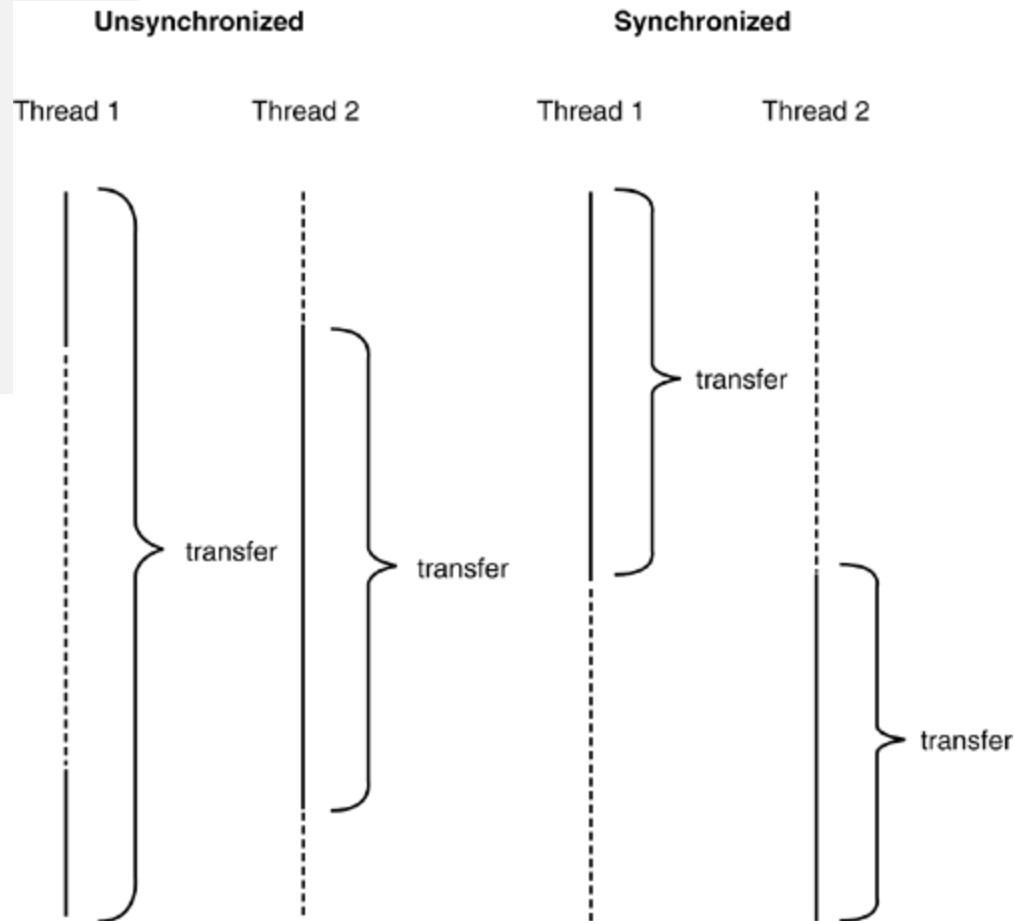 Unsynchronized
Synchronized
Thread 1
Thread 2
Thread 1
Thread 2
transfer
transfer
transfer
transfer